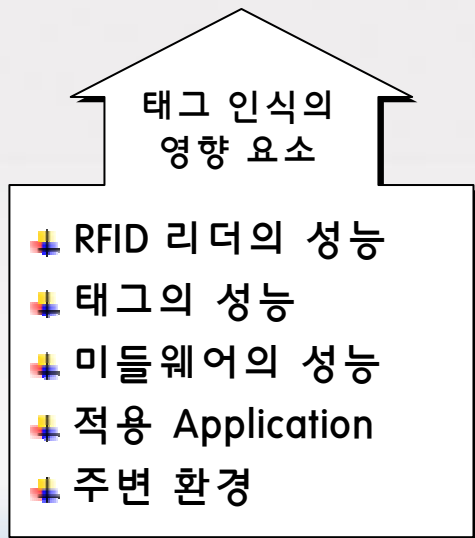 태그 인식의
영향 요소
RFID 리더의 성능
태그의 성능
미들웨어의 성능
적용 Application
주변 환경